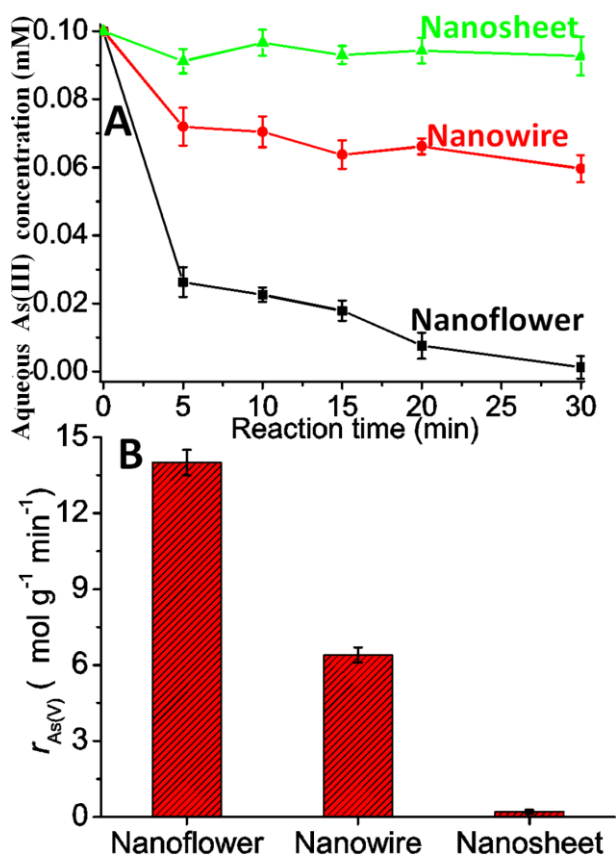 Aqueous As(III) concentration (mM)
0.10
0.08
0.06
0.04
0.02
0.00
A
Nanosheet
Nanowire
Nanoflower
0 5 10 15 20 25 30
Reaction time (min)
B
r As(V) ( mol g⁻¹ min⁻¹)
15
12
9
6
3
0
Nanoflower Nanowire Nanosheet